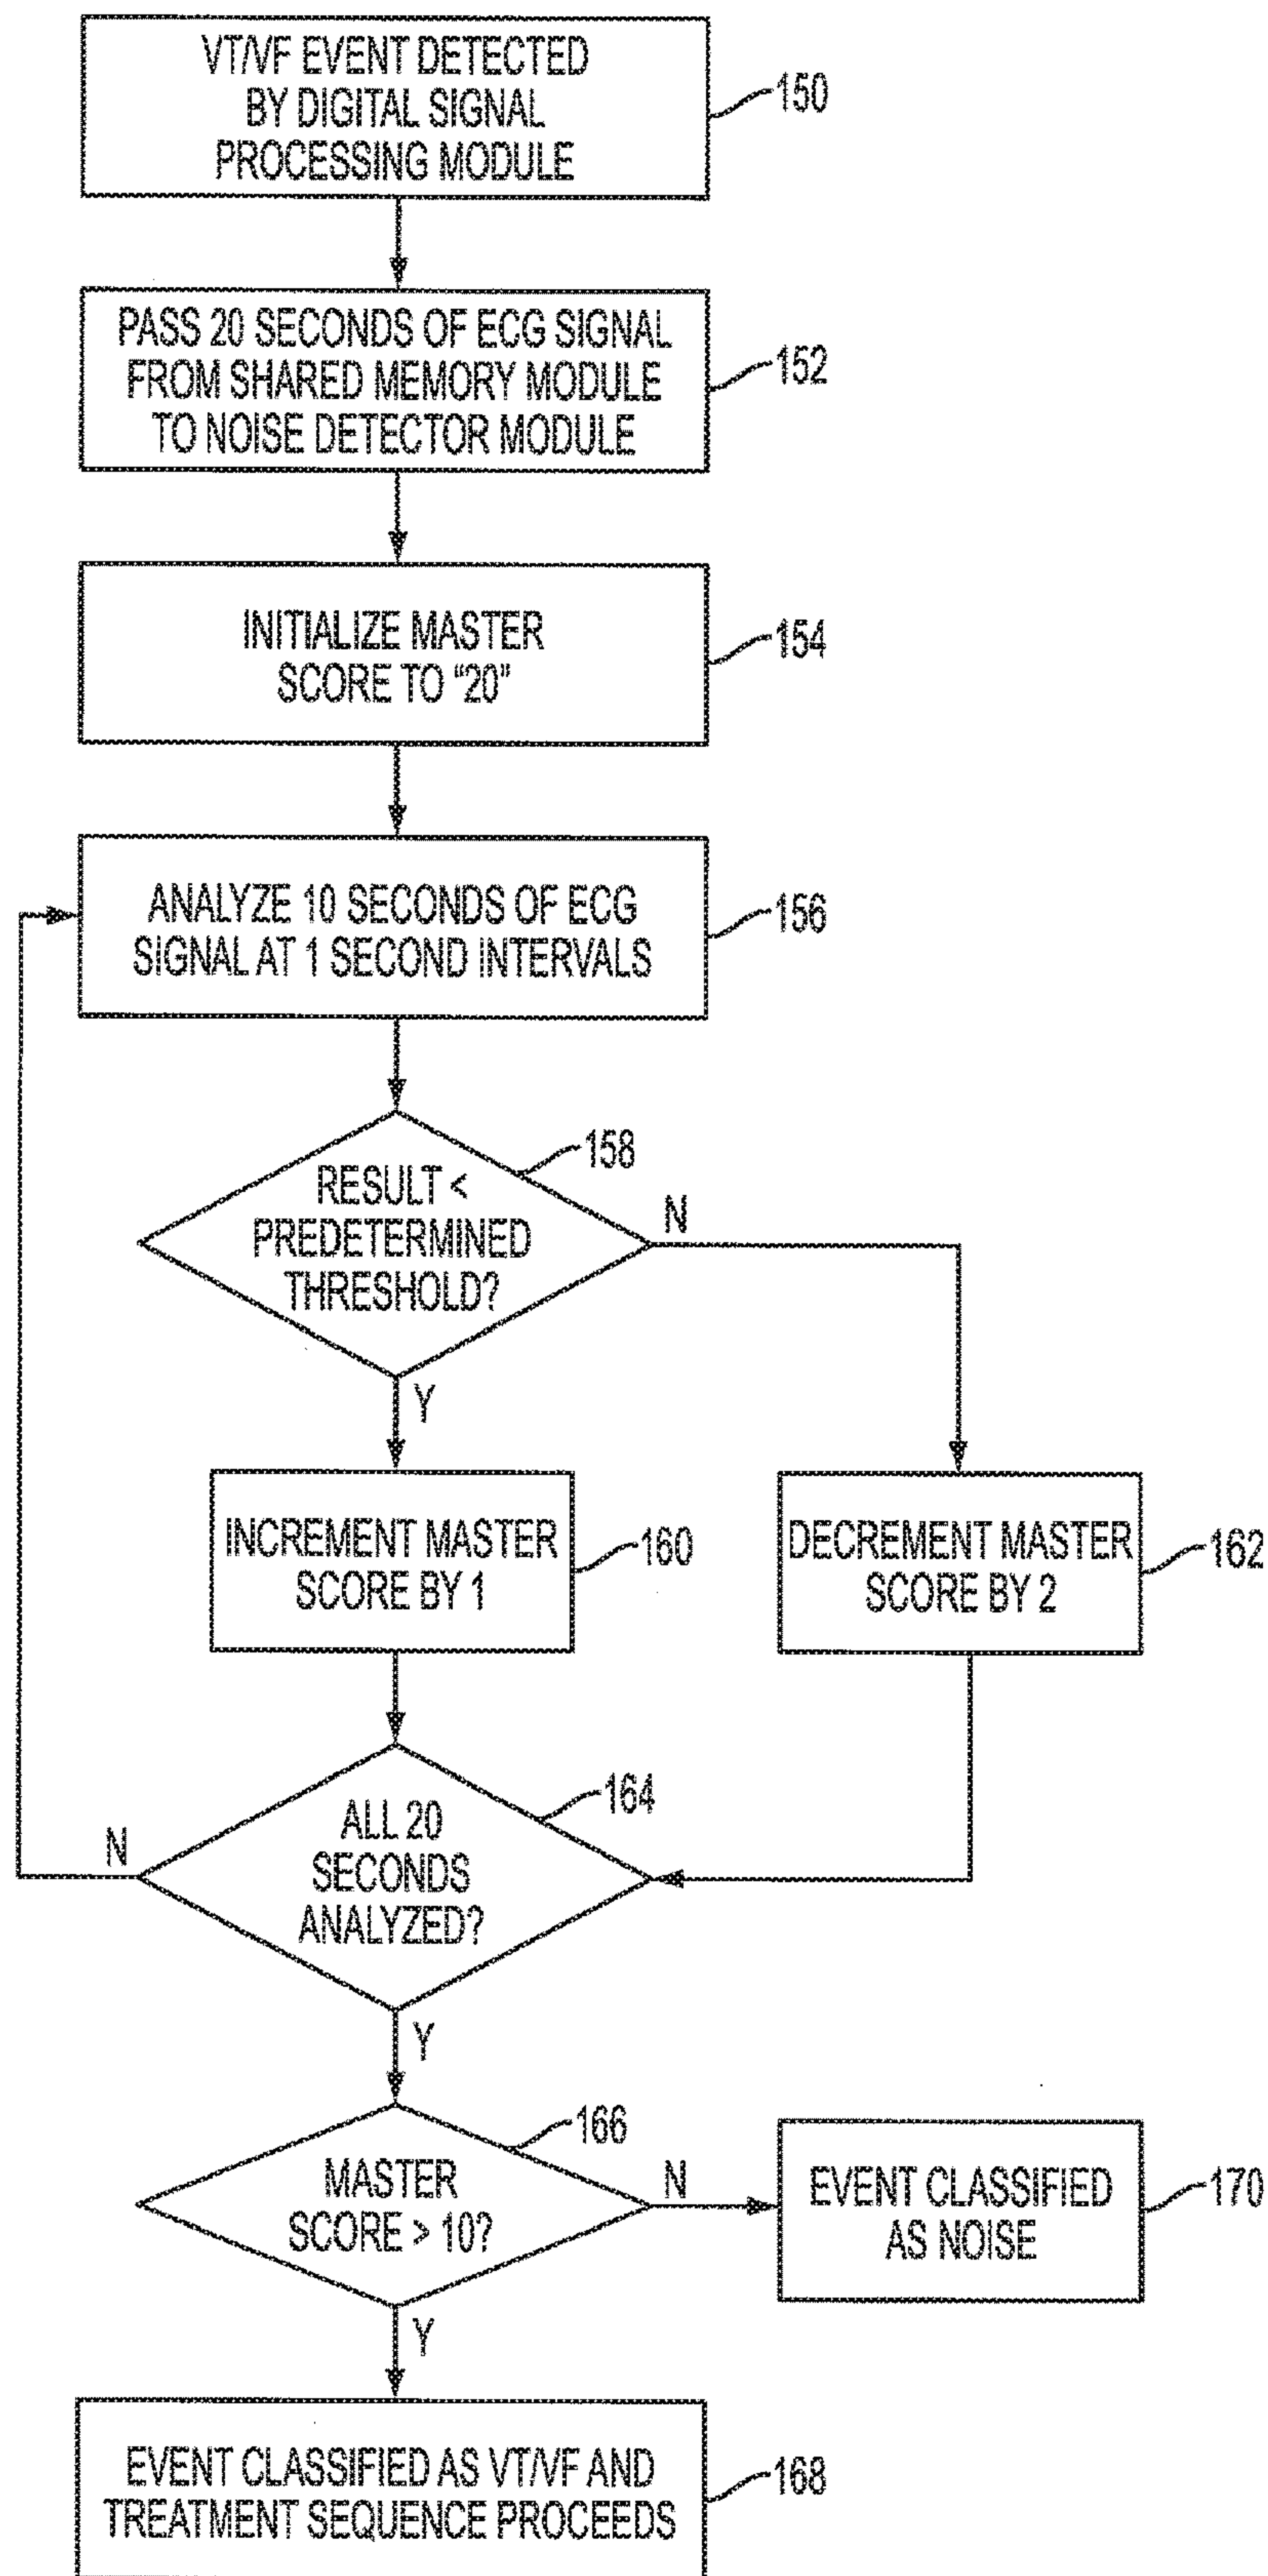 VT/VF EVENT DETECTED
BY DIGITAL SIGNAL
PROCESSING MODULE
150
PASS 20 SECONDS OF ECG SIGNAL
FROM SHARED MEMORY MODULE
TO NOISE DETECTOR MODULE
152
INITIALIZE MASTER
SCORE TO "20"
154
ANALYZE 10 SECONDS OF ECG
SIGNAL AT 1 SECOND INTERVALS
156
RESULT <
PREDETERMINED
THRESHOLD?
158
N
Y
INCREMENT MASTER
SCORE BY 1
160
DECREMENT MASTER
SCORE BY 2
162
ALL 20
SECONDS
ANALYZED?
164
N
Y
MASTER
SCORE > 10?
166
N
EVENT CLASSIFIED
AS NOISE
170
Y
EVENT CLASSIFIED AS VT/VF AND
TREATMENT SEQUENCE PROCEEDS
168